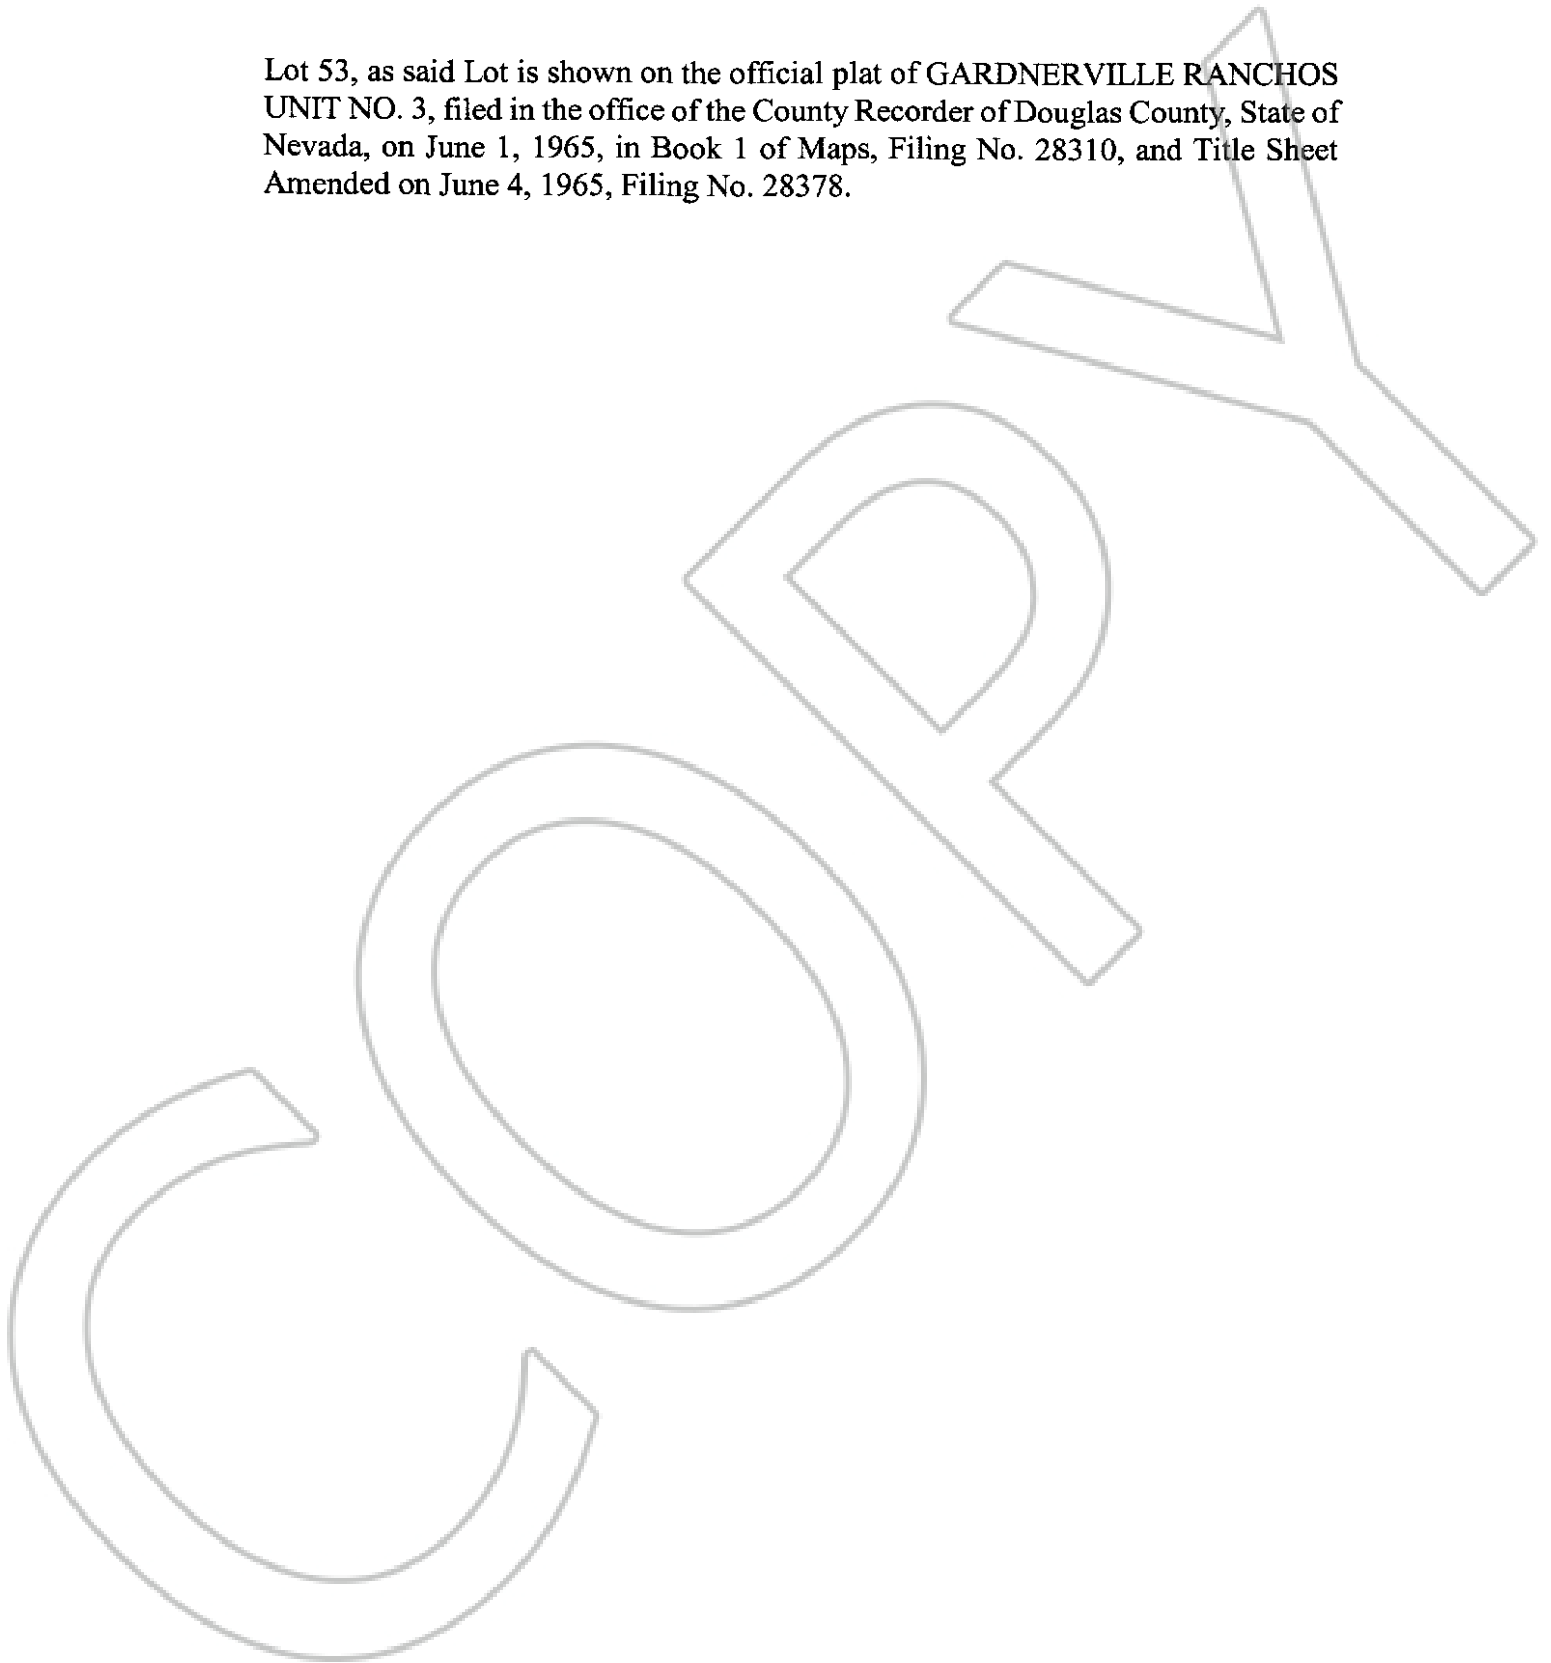 Lot 53, as said Lot is shown on the official plat of GARDNERVILLE RANCHOS
UNIT NO. 3, filed in the office of the County Recorder of Douglas County, State of
Nevada, on June 1, 1965, in Book 1 of Maps, Filing No. 28310, and Title Sheet
Amended on June 4, 1965, Filing No. 28378.
COPY